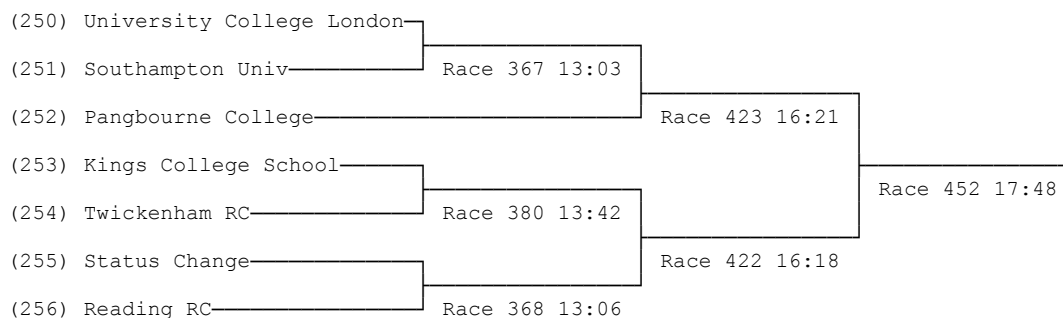 (250) University College London
(251) Southampton Univ Race 367 13:03
(252) Pangbourne College Race 423 16:21
(253) Kings College School
Race 452 17:48
(254) Twickenham RC Race 380 13:42
(255) Status Change Race 422 16:18
(256) Reading RC Race 368 13:06